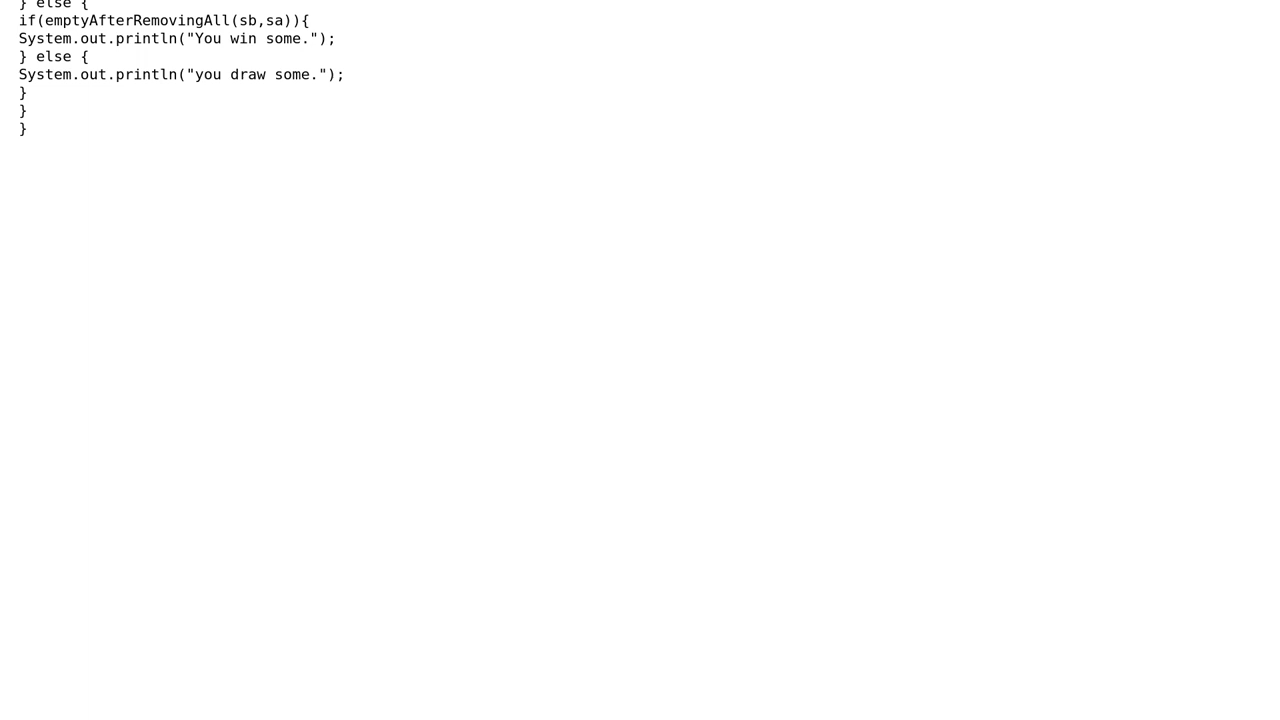 } else {
if(emptyAfterRemovingAll(sb,sa)){
System.out.println("You win some.");
} else {
System.out.println("you draw some.");
}
}
}